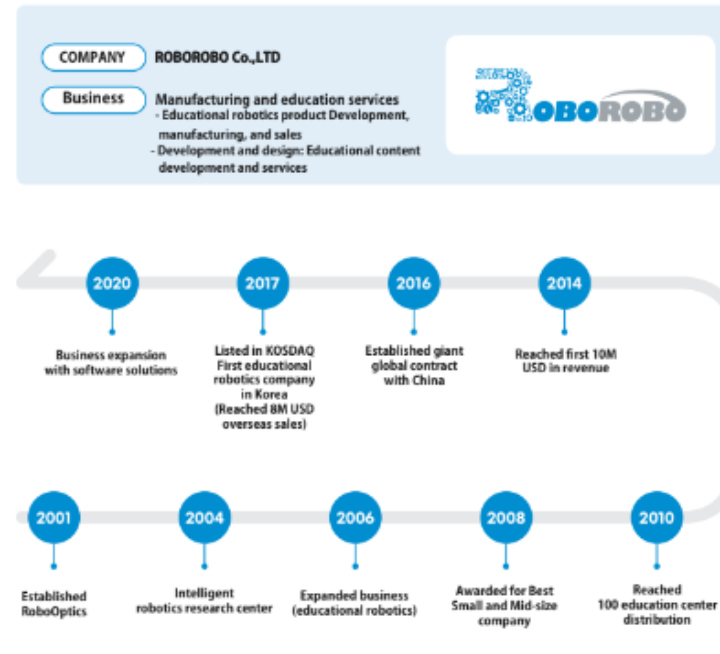 COMPANY ROBOROBO Co.,LTD
ROBOROBO
Business Manufacturing and education services
- Educational robotics product Development,
manufacturing, and sales
- Development and design: Educational content
development and services
2020
Business expansion
with software solutions
2017
Listed in KOSDAQ
First educational
robotics company
in Korea
(Reached 8M USD
overseas sales)
2016
Established giant
global contract
with China
2014
Reached first 10M
USD in revenue
2001
Established
RoboOptics
2004
Intelligent
robotics research center
2006
Expanded business
(educational robotics)
2008
Awarded for Best
Small and Mid-size
company
2010
Reached
100 education center
distribution